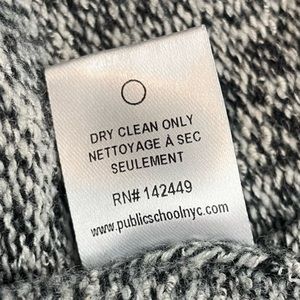 DRY CLEAN ONLY
NETTOYAGE À SEC
SEULEMENT
RN# 142449
www.publicschoolnyc.com